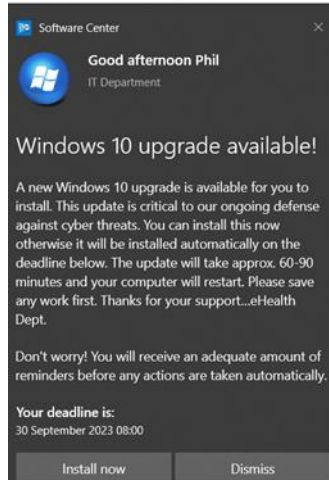 Software Center
Good afternoon Phil
IT Department
Windows 10 upgrade available!
A new Windows 10 upgrade is available for you to
install. This update is critical to our ongoing defense
against cyber threats. You can install this now
otherwise it will be installed automatically on the
deadline below. The update will take approx. 60-90
minutes and your computer will restart. Please save
any work first. Thanks for your support...eHealth
Dept.
Don't worry! You will receive an adequate amount of
reminders before any actions are taken automatically.
Your deadline is:
30 September 2023 08:00
Install now
Dismiss